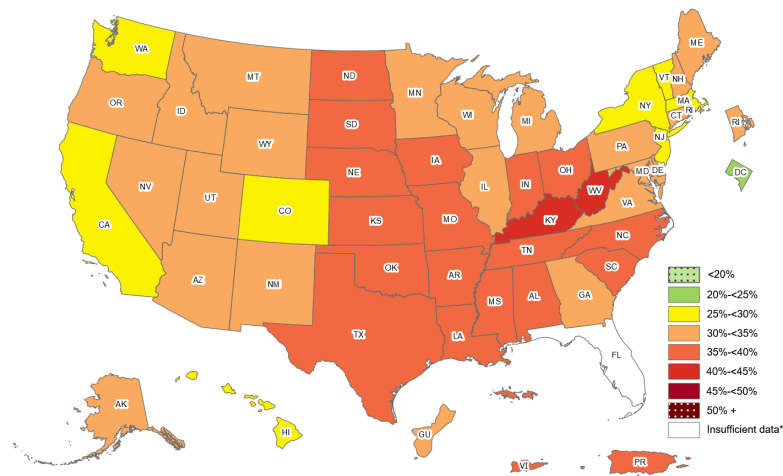 WA
MT
ND
MN
ME
VT
NH
OR
ID
SD
WI
MI
NY
MA
RI
CT
RI
WY
IA
PA
NJ
NE
OH
DE
MD
DC
NV
UT
CO
IL
IN
WV
VA
CA
KS
MO
KY
NC
TN
AZ
NM
OK
AR
SC
MS
AL
GA
TX
LA
FL
AK
HI
GU
VI
PR
<20%
20%-<25%
25%-<30%
30%-<35%
35%-<40%
40%-<45%
45%-<50%
50% +
Insufficient data*